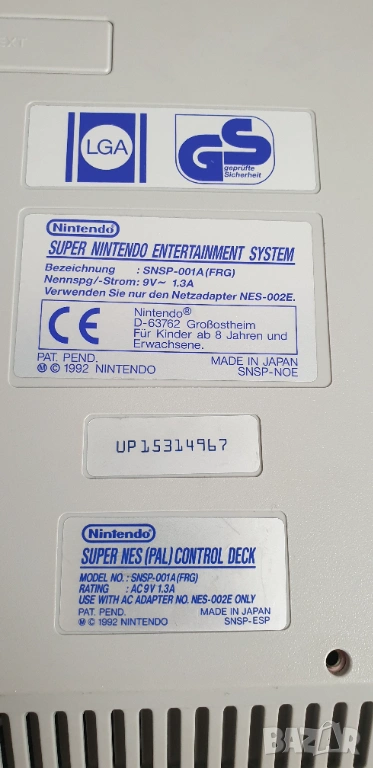 EXT
LGA
GS
geprüfte
Sicherheit
Nintendo
SUPER NINTENDO ENTERTAINMENT SYSTEM
Bezeichnung : SNSP-001A(FRG)
Nennspg/-Strom: 9V~ 1.3A
Verwenden Sie nur den Netzadapter NES-002E.
CE
Nintendo®
D-63762 Großostheim
Für Kinder ab 8 Jahren und
Erwachsene.
PAT. PEND. MADE IN JAPAN
Ⓜ © 1992 NINTENDO SNSP-NOE
UP15314967
Nintendo
SUPER NES (PAL) CONTROL DECK
MODEL NO. : SNSP-001A(FRG)
RATING : AC 9V 1.3A
USE WITH AC ADAPTER NO. NES-002E ONLY
PAT. PEND. MADE IN JAPAN
Ⓜ © 1992 NINTENDO SNSP-ESP
БАZАР